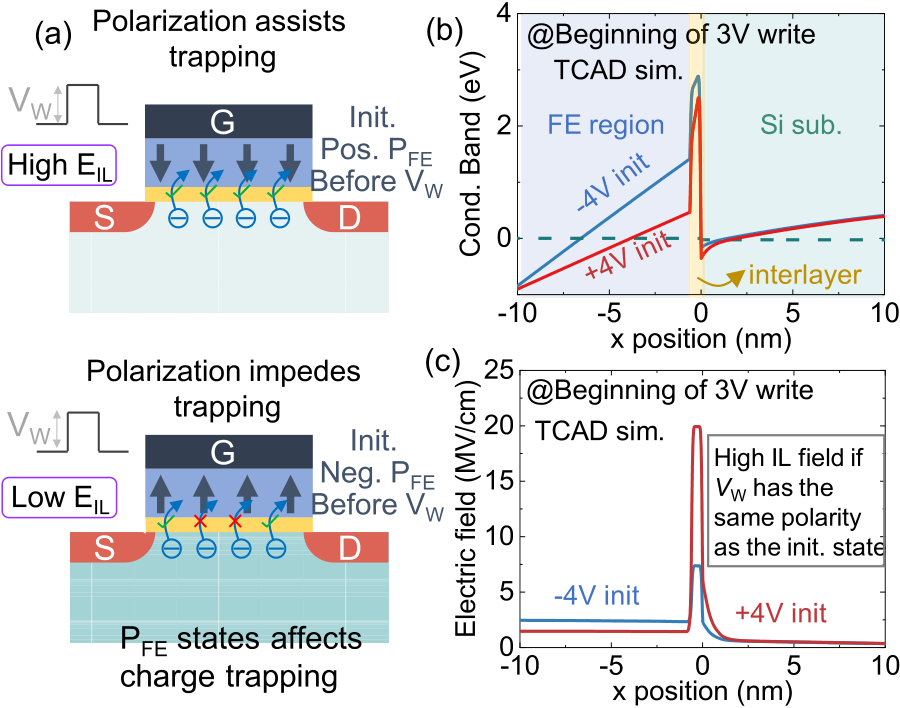 (a)
Polarization assists
trapping
V_W
High E_IL
G
Init.
Pos. P_FE
Before V_W
S
D
Polarization impedes
trapping
V_W
Low E_IL
G
Init.
Neg. P_FE
Before V_W
S
D
P_FE states affects
charge trapping
(b)
@Beginning of 3V write
TCAD sim.
FE region
Si sub.
-4V init
+4V init
interlayer
Cond. Band (eV)
4
2
0
-10
-5
0
5
10
x position (nm)
(c)
@Beginning of 3V write
TCAD sim.
High IL field if
V_W has the
same polarity
as the init. state
-4V init
+4V init
Electric field (MV/cm)
25
20
15
10
5
0
-10
-5
0
5
10
x position (nm)